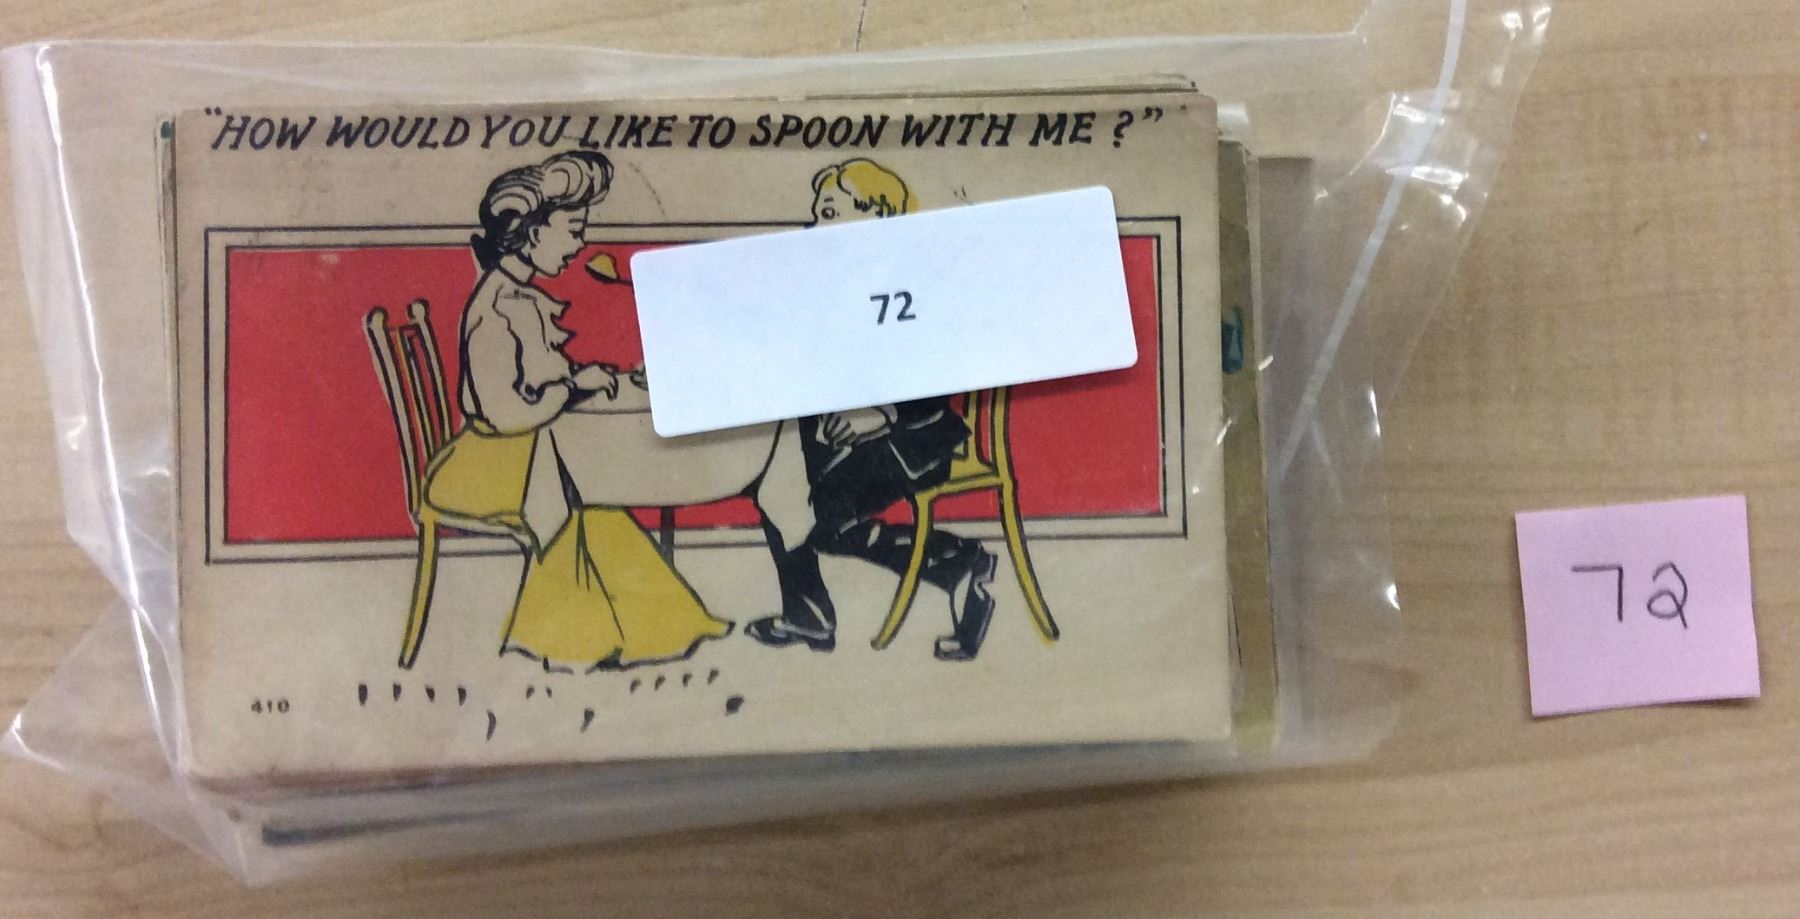 "HOW WOULD YOU LIKE TO SPOON WITH ME?"
72
72
410